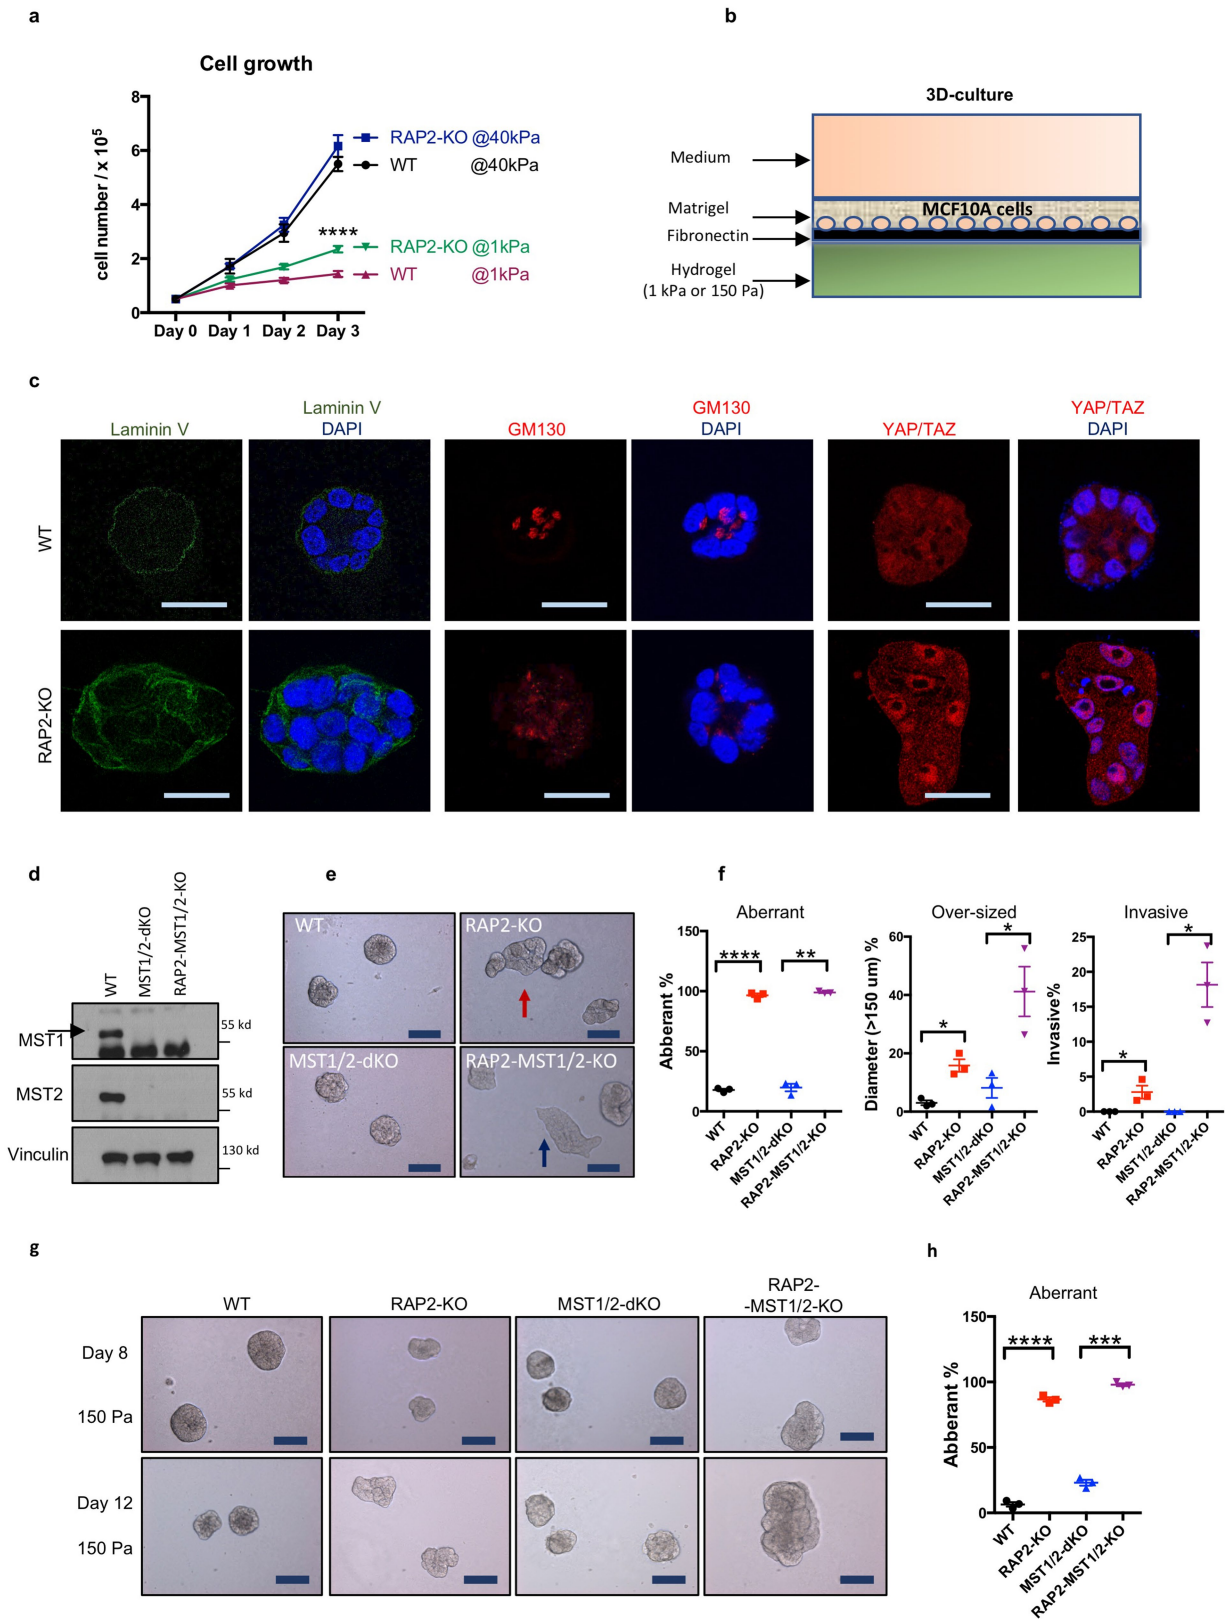 a
Cell growth
8
6
4
2
0
cell number / x 10⁵
Day 0 Day 1 Day 2 Day 3
****
RAP2-KO @40kPa
WT @40kPa
RAP2-KO @1kPa
WT @1kPa
b
3D-culture
Medium
Matrigel
MCF10A cells
Fibronectin
Hydrogel
(1 kPa or 150 Pa)
c
Laminin V
Laminin V
DAPI
GM130
GM130
DAPI
YAP/TAZ
YAP/TAZ
DAPI
WT
RAP2-KO
d
WT
MST1/2-dKO
RAP2-MST1/2-KO
MST1
55 kd
MST2
55 kd
Vinculin
130 kd
e
WT
RAP2-KO
MST1/2-dKO
RAP2-MST1/2-KO
f
Aberrant
Abberant %
150
100
50
0
**** **
WT
RAP2-KO
MST1/2-dKO
RAP2-MST1/2-KO
Over-sized
Diameter (>150 um) %
60
40
20
0
* *
WT
RAP2-KO
MST1/2-dKO
RAP2-MST1/2-KO
Invasive
Invasive%
25
20
15
10
5
0
* *
WT
RAP2-KO
MST1/2-dKO
RAP2-MST1/2-KO
g
WT
RAP2-KO
MST1/2-dKO
RAP2-
-MST1/2-KO
Day 8
150 Pa
Day 12
150 Pa
h
Aberrant
Abberant %
150
100
50
0
**** ***
WT
RAP2-KO
MST1/2-dKO
RAP2-MST1/2-KO